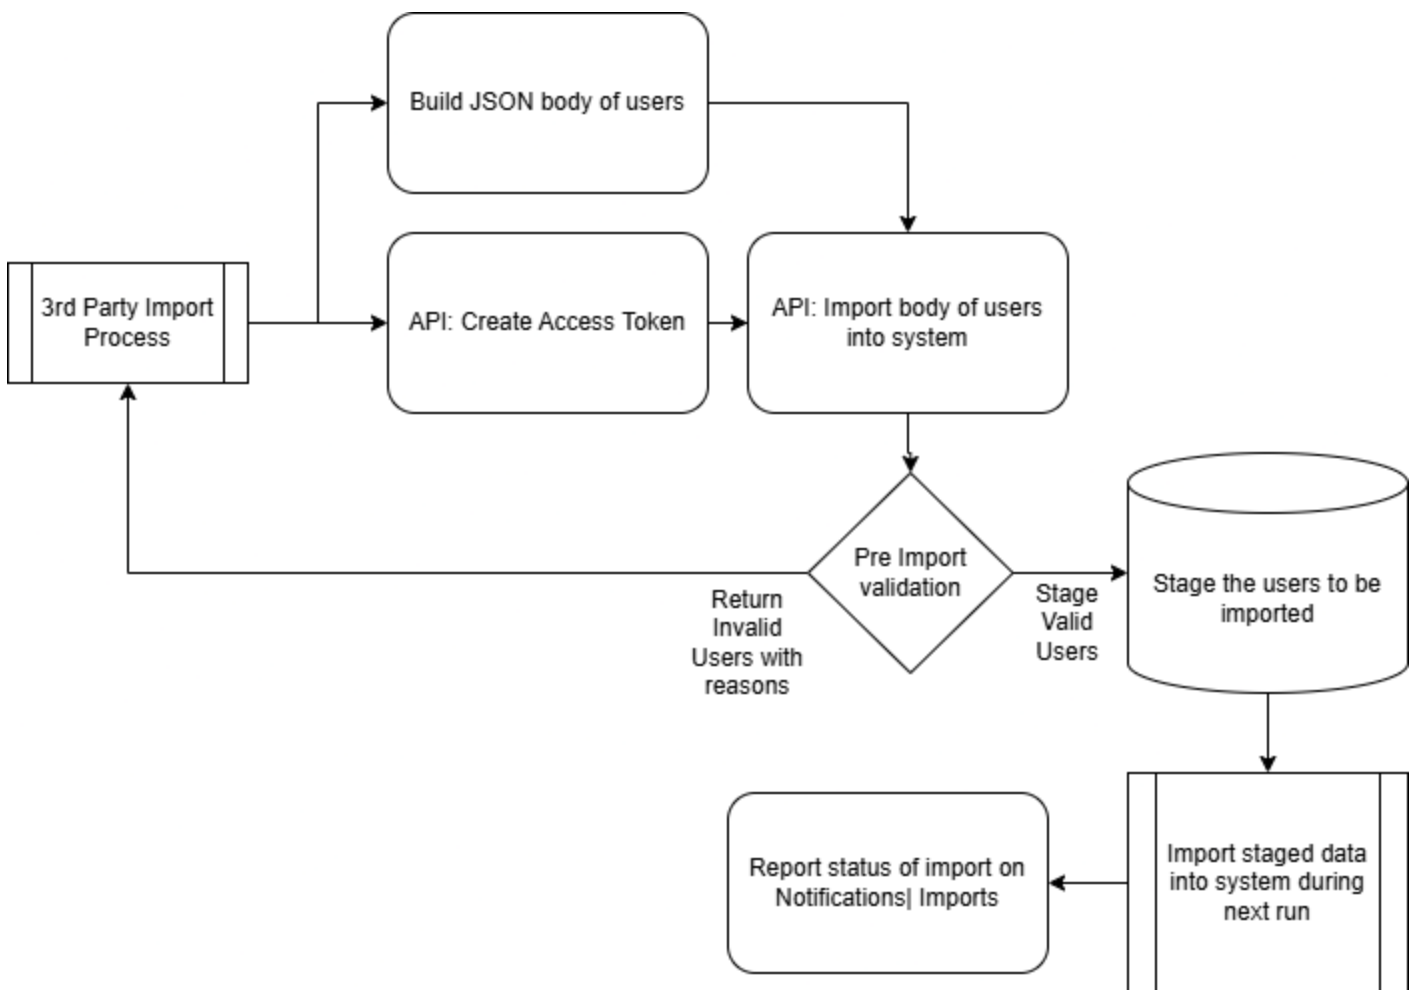 Build JSON body of users
3rd Party Import
Process
API: Create Access Token
API: Import body of users
into system
Pre Import
validation
Return
Invalid
Users with
reasons
Stage
Valid
Users
Stage the users to be
imported
Import staged data
into system during
next run
Report status of import on
Notifications| Imports